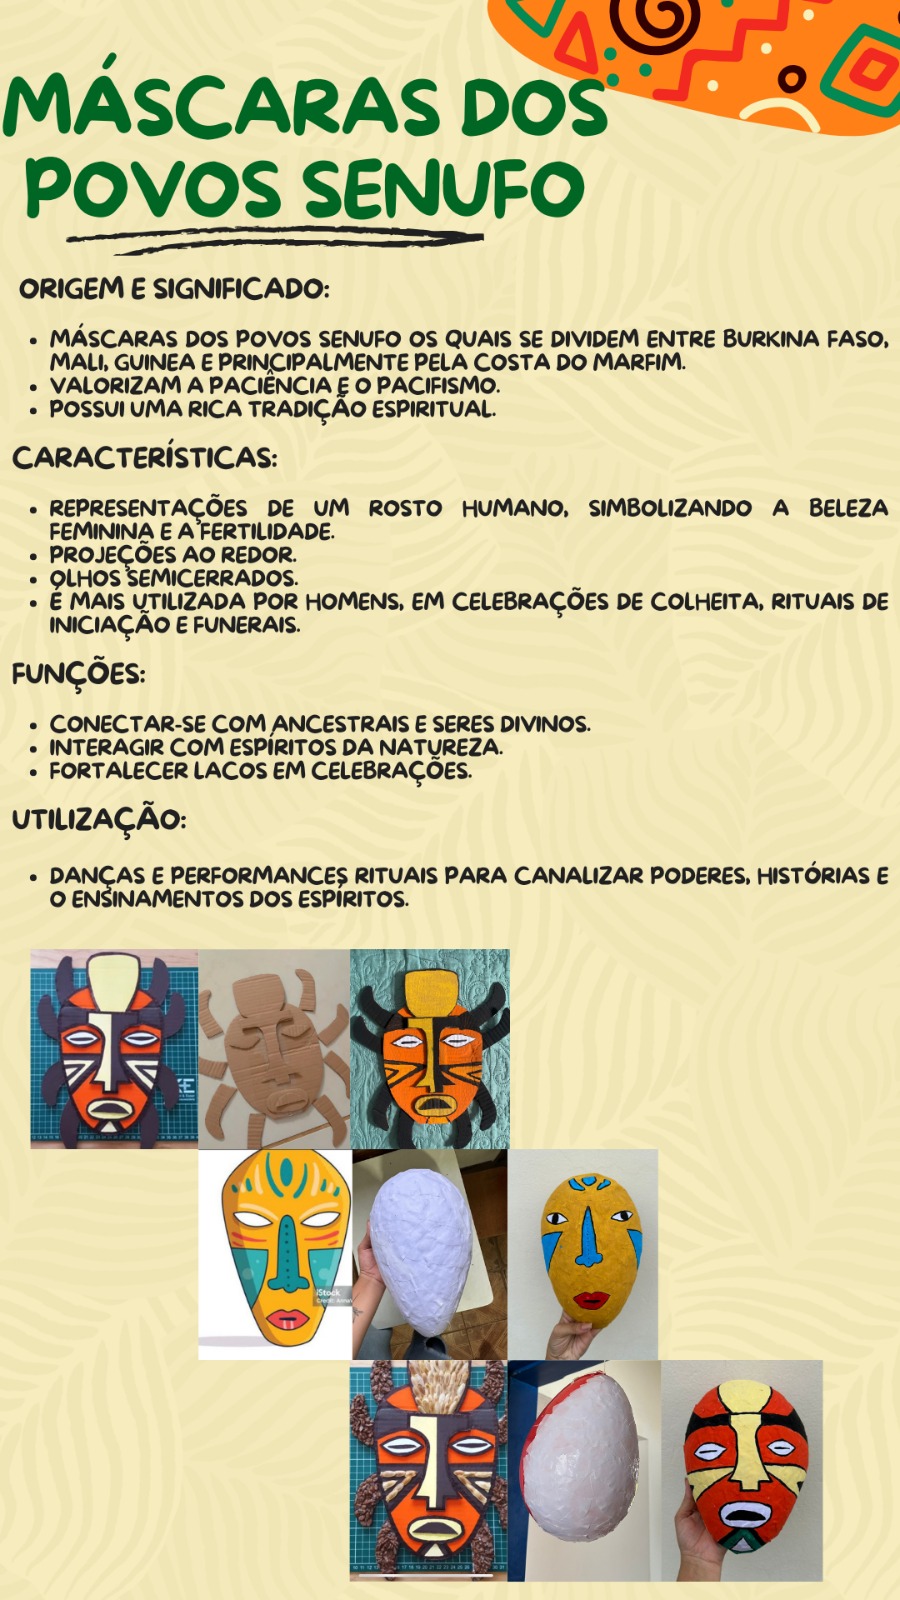 MÁSCARAS DOS
POVOS SENUFO
ORIGEM E SIGNIFICADO:
• MÁSCARAS DOS POVOS SENUFO OS QUAIS SE DIVIDEM ENTRE BURKINA FASO,
MALI, GUINEA E PRINCIPALMENTE PELA COSTA DO MARFIM.
• VALORIZAM A PACIÊNCIA E O PACIFISMO.
• POSSUI UMA RICA TRADIÇÃO ESPIRITUAL.
CARACTERÍSTICAS:
• REPRESENTAÇÕES DE UM ROSTO HUMANO, SIMBOLIZANDO A BELEZA
FEMININA E A FERTILIDADE.
• PROJEÇÕES AO REDOR.
• OLHOS SEMICERRADOS.
• É MAIS UTILIZADA POR HOMENS, EM CELEBRAÇÕES DE COLHEITA, RITUAIS DE
INICIAÇÃO E FUNERAIS.
FUNÇÕES:
• CONECTAR-SE COM ANCESTRAIS E SERES DIVINOS.
• INTERAGIR COM ESPÍRITOS DA NATUREZA.
• FORTALECER LACOS EM CELEBRAÇÕES.
UTILIZAÇÃO:
• DANÇAS E PERFORMANCES RITUAIS PARA CANALIZAR PODERES, HISTÓRIAS E
O ENSINAMENTOS DOS ESPÍRITOS.
iStock